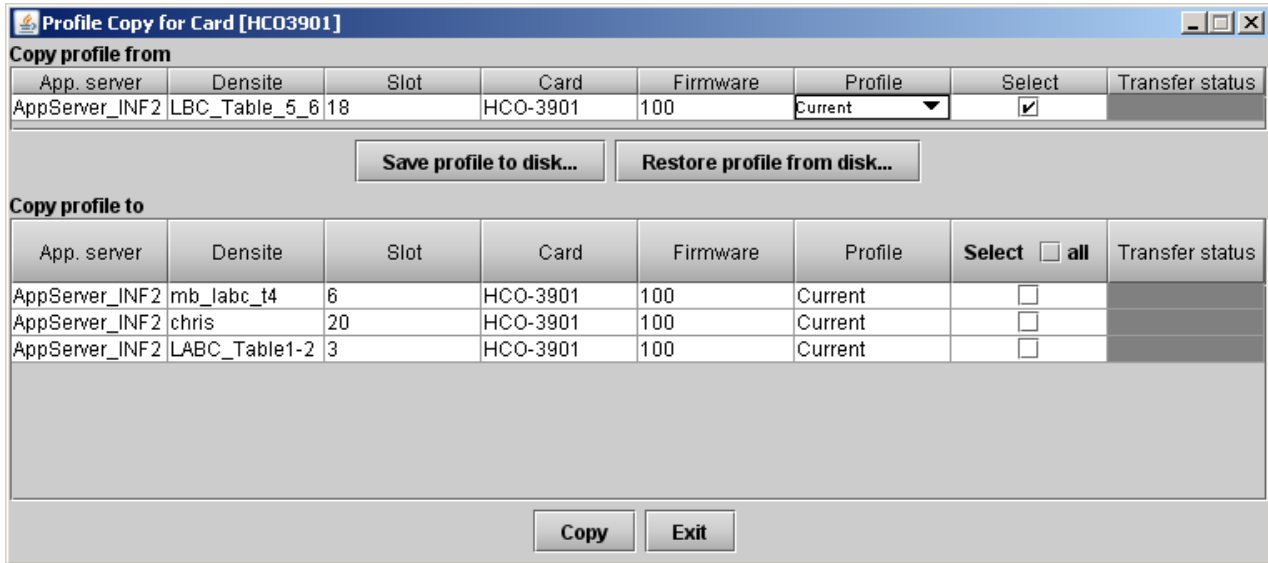 Profile Copy for Card [HCO3901]
Copy profile from
App. server Densite Slot Card Firmware Profile Select Transfer status
AppServer_INF2 LBC_Table_5_6 18 HCO-3901 100 Current
Save profile to disk... Restore profile from disk...
Copy profile to
App. server Densite Slot Card Firmware Profile Select all Transfer status
AppServer_INF2 mb_labc_t4 6 HCO-3901 100 Current
AppServer_INF2 chris 20 HCO-3901 100 Current
AppServer_INF2 LABC_Table1-2 3 HCO-3901 100 Current
Copy Exit